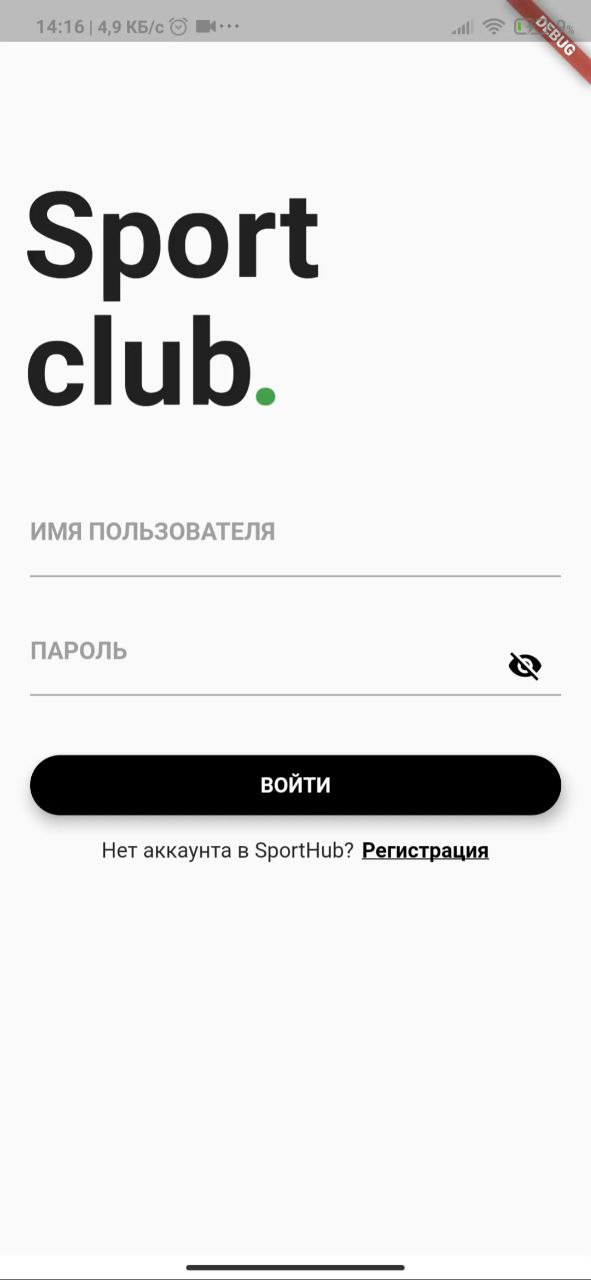 14:16 | 4,9 КБ/с
DEBUG
Sport
club.
ИМЯ ПОЛЬЗОВАТЕЛЯ
ПАРОЛЬ
ВОЙТИ
Нет аккаунта в SportHub? Регистрация